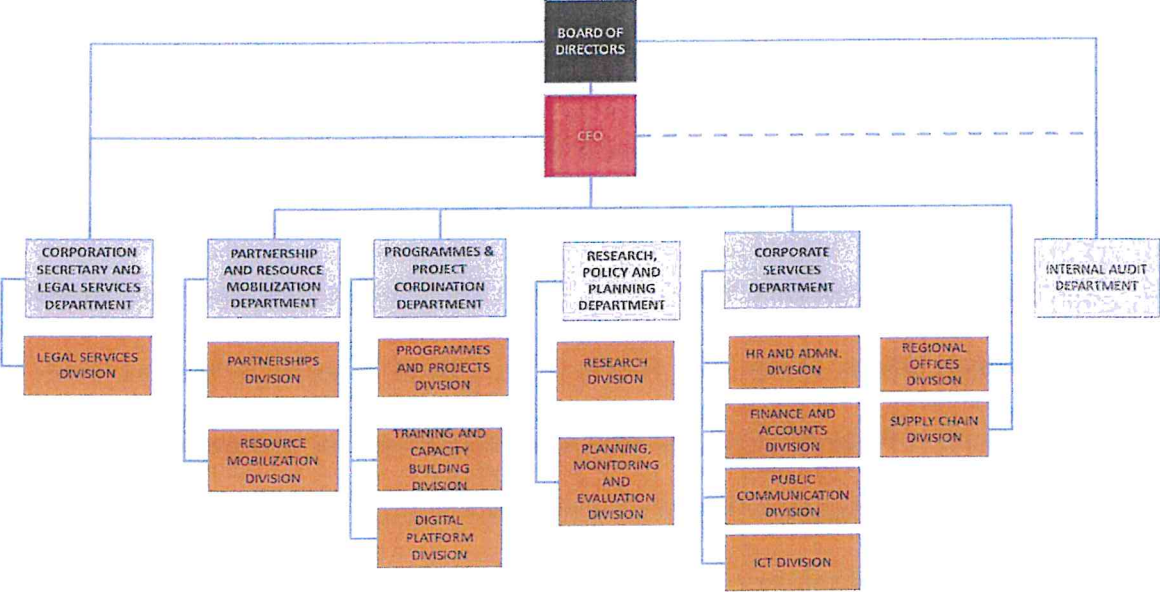 BOARD OF
DIRECTORS
CEO
CORPORATION
SECRETARY AND
LEGAL SERVICES
DEPARTMENT
PARTNERSHIP
AND RESOURCE
MOBILIZATION
DEPARTMENT
PROGRAMMES &
PROJECT
CORDINATION
DEPARTMENT
RESEARCH,
POLICY AND
PLANNING
DEPARTMENT
CORPORATE
SERVICES
DEPARTMENT
INTERNAL AUDIT
DEPARTMENT
LEGAL SERVICES
DIVISION
PARTNERSHIPS
DIVISION
PROGRAMMES
AND PROJECTS
DIVISION
RESEARCH
DIVISION
HR AND ADMN.
DIVISION
REGIONAL
OFFICES
DIVISION
RESOURCE
MOBILIZATION
DIVISION
TRAINING AND
CAPACITY
BUILDING
DIVISION
PLANNING,
MONITORING
AND
EVALUATION
DIVISION
FINANCE AND
ACCOUNTS
DIVISION
SUPPLY CHAIN
DIVISION
PUBLIC
COMMUNICATION
DIVISION
DIGITAL
PLATFORM
DIVISION
ICT DIVISION